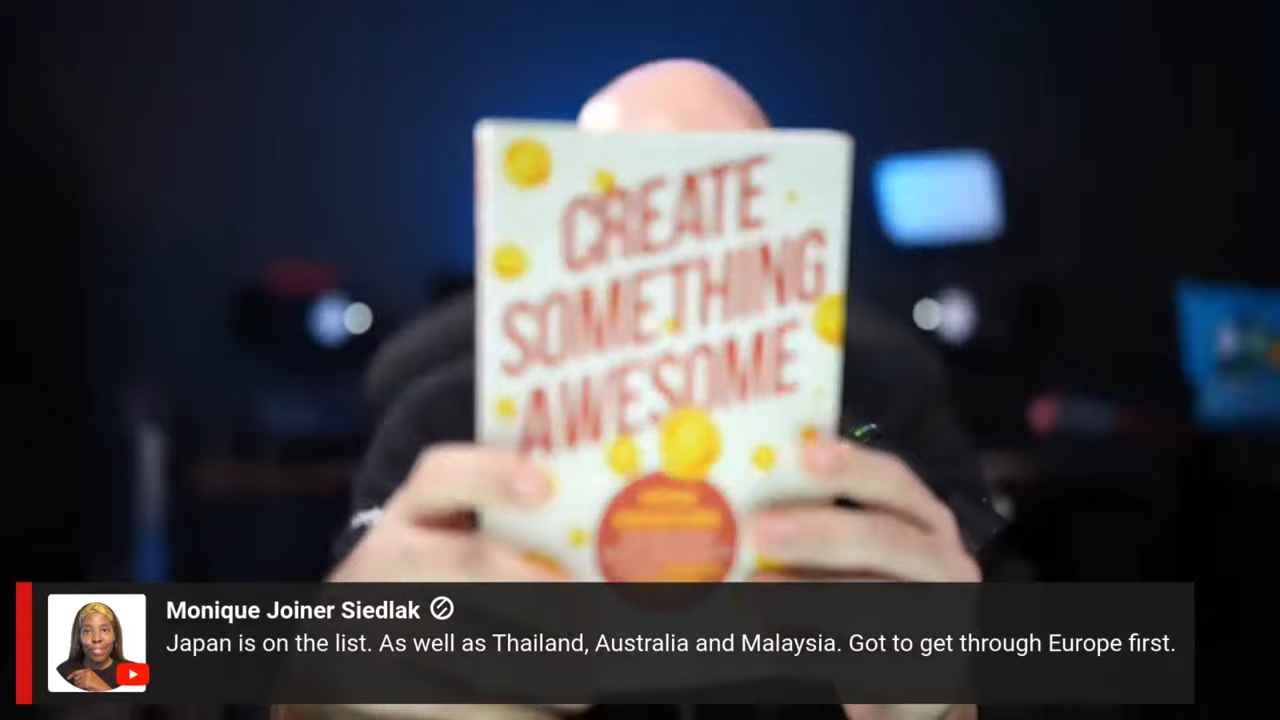 CREATE
SOMETHING
AWESOME
Monique Joiner Siedlak
Japan is on the list. As well as Thailand, Australia and Malaysia. Got to get through Europe first.